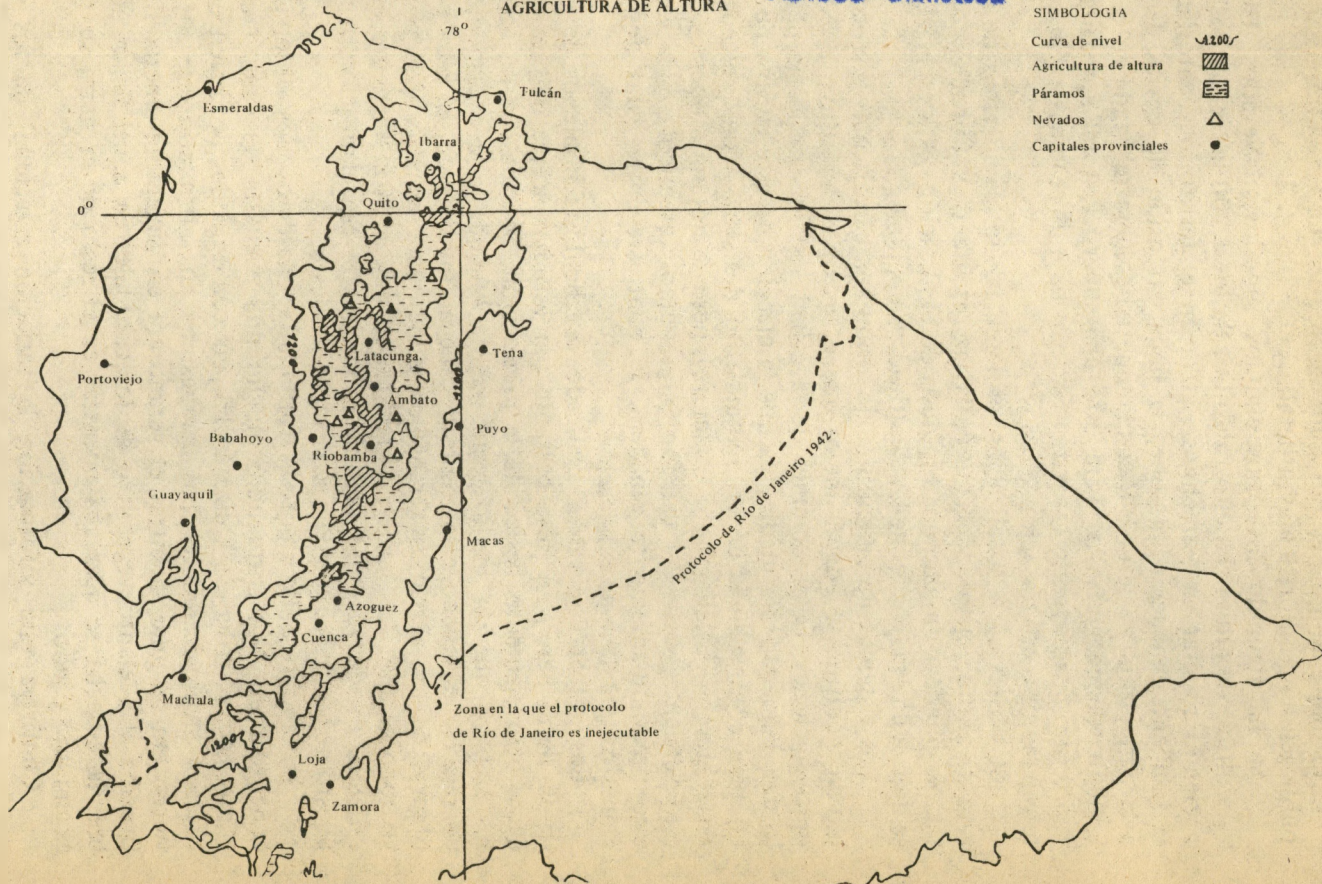 AGRICULTURA DE ALTURA
78°
SIMBOLOGIA
Curva de nivel
1200
Agricultura de altura
Páramos
Nevados
Capitales provinciales
Esmeraldas
Tulcán
Ibarra
Quito
0°
1200
Latacunga.
Tena
Portoviejo
Ambato
Puyo
Babahoyo
Riobamba
Guayaquil
Macas
Protocolo de Río de Janeiro 1942.
Azoguez
Cuenca
Machala
Zona en la que el protocolo
de Río de Janeiro es inejecutable
1200
Loja
Zamora